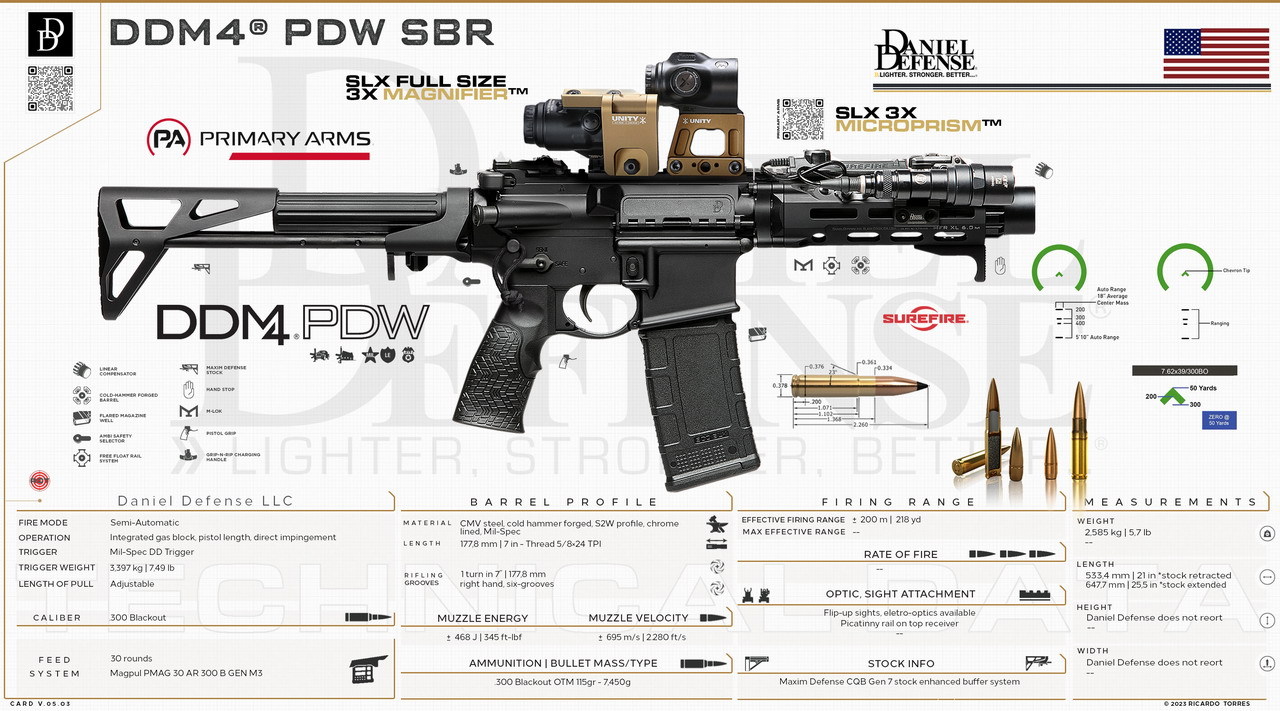 DDM4® PDW SBR
DANIEL DEFENSE
LIGHTER. STRONGER. BETTER.
SLX FULL SIZE
3X MAGNIFIER™
PRIMARY ARMS
SLX 3X
MICROPRISM™
UNITY
UNITY
SUREFIRE
SAFE
DDM4® PDW
SUREFIRE
Chevron Tip
Auto Range
18" Average
Center Mass
200
300
400
5'10" Auto Range
Ranging
7.62x39/300BO
50 Yards
200
300
ZERO @
50 Yards
0.376
0.361
23°
0.334
0.378
.200
1.071
1.102
1.368
2.260
LINEAR
COMPENSATOR
COLD-HAMMER FORGED
BARREL
FLARED MAGAZINE
WELL
AMBI SAFETY
SELECTOR
FREE FLOAT RAIL
SYSTEM
MAXIM DEFENSE
STOCK
HAND STOP
M-LOK
PISTOL GRIP
GRIP-N-RIP CHARGING
HANDLE
DANIEL DEFENSE
LIGHTER, STRONGER, BETTER,
TECHNICAL DATA
Daniel Defense LLC
FIRE MODE Semi-Automatic
OPERATION Integrated gas block, pistol length, direct impingement
TRIGGER Mil-Spec DD Trigger
TRIGGER WEIGHT 3,397 kg | 7,49 lb
LENGTH OF PULL Adjustable
CALIBER .300 Blackout
FEED
SYSTEM
30 rounds
Magpul PMAG 30 AR 300 B GEN M3
BARREL PROFILE
MATERIAL CMV steel, cold hammer forged, S2W profile, chrome
lined, Mil-Spec
LENGTH 177,8 mm | 7 in - Thread 5/8×24 TPI
RIFLING
GROOVES
1 turn in 7″ | 177,8 mm
right hand, six-grooves
MUZZLE ENERGY
± 468 J | 345 ft-lbf
MUZZLE VELOCITY
± 695 m/s | 2.280 ft/s
AMMUNITION | BULLET MASS/TYPE
.300 Blackout OTM 115gr - 7,450g
FIRING RANGE
EFFECTIVE FIRING RANGE ± 200 m | 218 yd
MAX EFFECTIVE RANGE --
RATE OF FIRE
--
OPTIC, SIGHT ATTACHMENT
Flip-up sights, eletro-optics available
Picatinny rail on top receiver
--
STOCK INFO
Maxim Defense CQB Gen 7 stock enhanced buffer system
MEASUREMENTS
WEIGHT
2,585 kg | 5,7 lb
--
LENGTH
533,4 mm | 21 in *stock retracted
647,7 mm | 25,5 in *stock extended
HEIGHT
Daniel Defense does not reort
--
WIDTH
Daniel Defense does not reort
--
CARD V.05.03
© 2023 RICARDO TORRES